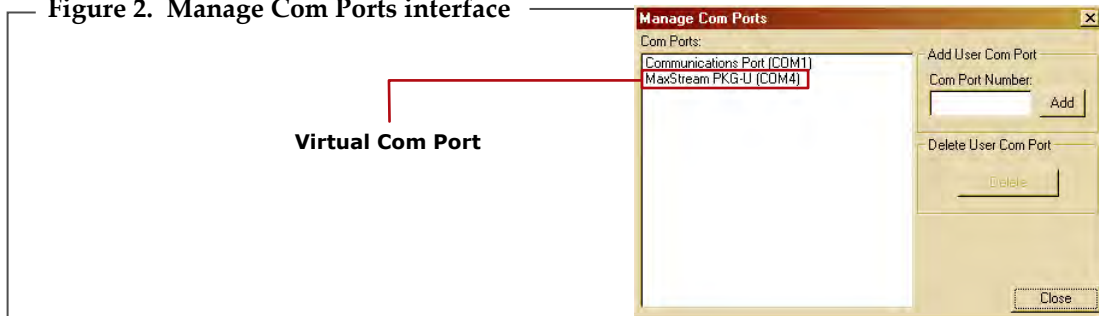 Figure 2. Manage Com Ports interface
Manage Com Ports
Com Ports:
Communications Port (COM1)
MaxStream PKG-U (COM4)
Virtual Com Port
Add User Com Port
Com Port Number:
Add
Delete User Com Port
Delete
Close